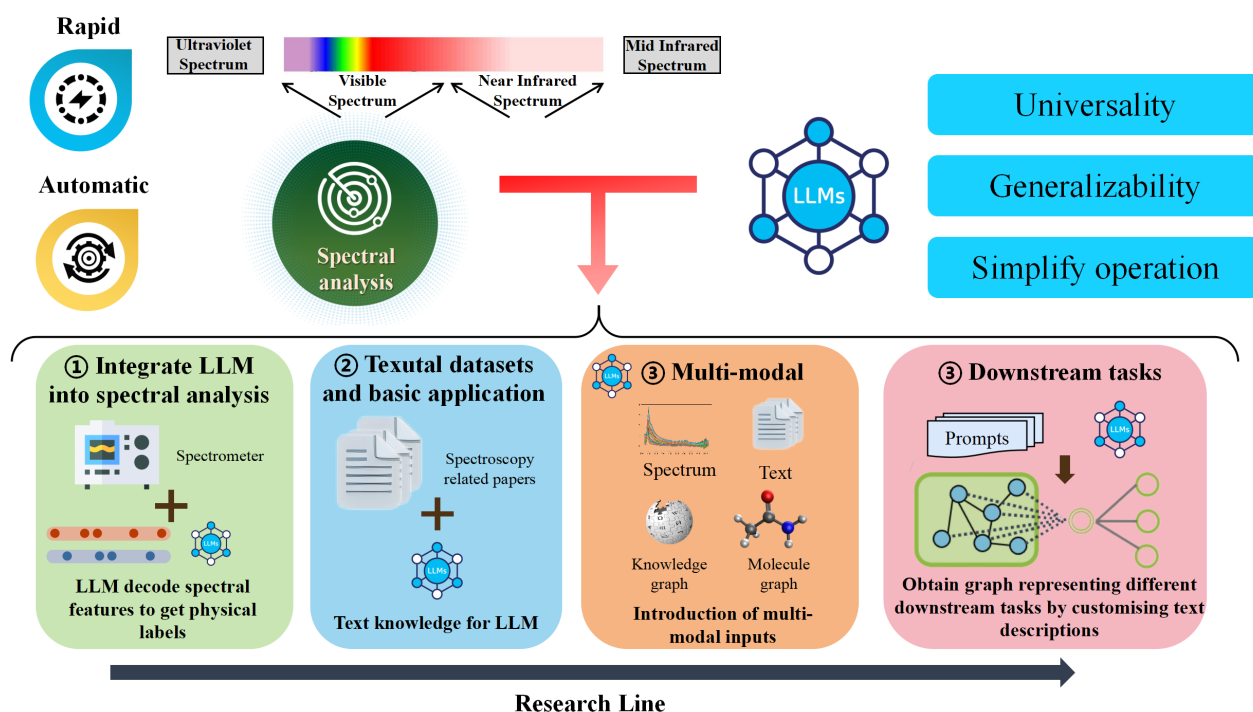 Rapid
Ultraviolet
Spectrum
Mid Infrared
Spectrum
Visible
Spectrum
Near Infrared
Spectrum
Automatic
Spectral
analysis
LLMs
Universality
Generalizability
Simplify operation
① Integrate LLM
into spectral analysis
Spectrometer
LLMs
LLM decode spectral
features to get physical
labels
② Texutal datasets
and basic application
Spectroscopy
related papers
LLMs
Text knowledge for LLM
LLMs
③ Multi-modal
Spectrum
Text
Knowledge
graph
Molecule
graph
Introduction of multi-
modal inputs
③ Downstream tasks
Prompts
LLMs
Obtain graph representing different
downstream tasks by customising text
descriptions
Research Line